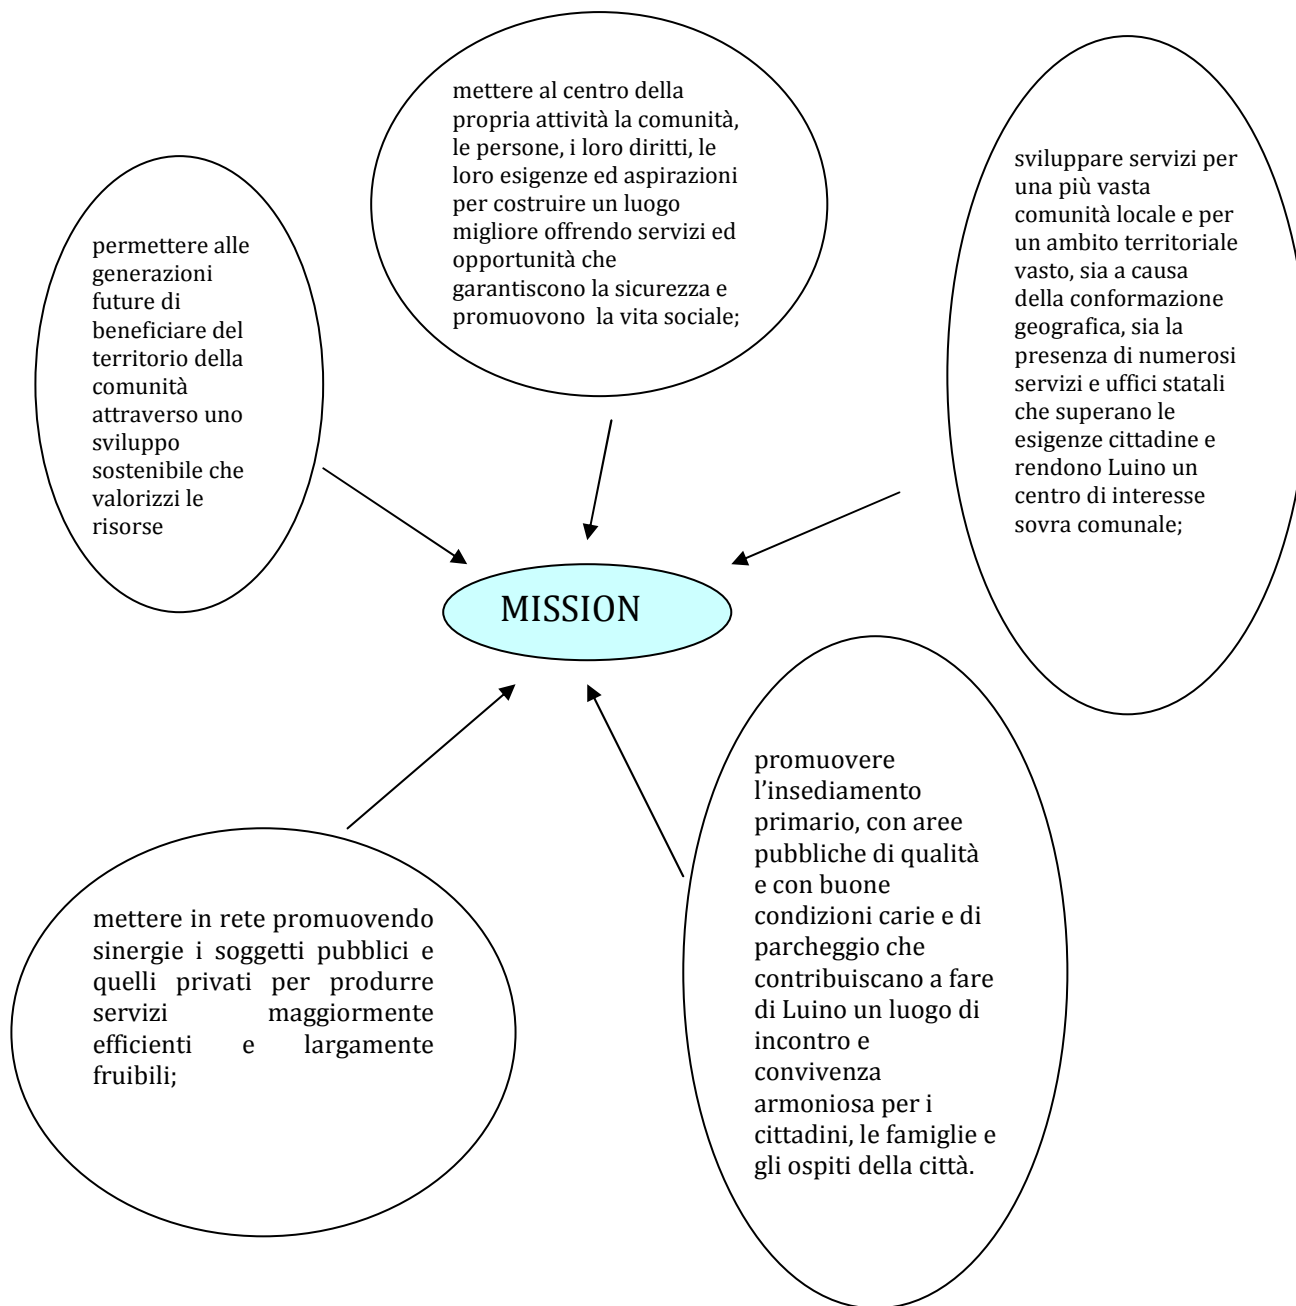 mettere al centro della
propria attività la comunità,
le persone, i loro diritti, le
loro esigenze ed aspirazioni
per costruire un luogo
migliore offrendo servizi ed
opportunità che
garantiscono la sicurezza e
promuovono la vita sociale;
sviluppare servizi per
una più vasta
comunità locale e per
un ambito territoriale
vasto, sia a causa
della conformazione
geografica, sia la
presenza di numerosi
servizi e uffici statali
che superano le
esigenze cittadine e
rendono Luino un
centro di interesse
sovra comunale;
permettere alle
generazioni
future di
beneficiare del
territorio della
comunità
attraverso uno
sviluppo
sostenibile che
valorizzi le
risorse
MISSION
promuovere
l’insediamento
primario, con aree
pubbliche di qualità
e con buone
condizioni carie e di
parcheggio che
contribuiscano a fare
di Luino un luogo di
incontro e
convivenza
armoniosa per i
cittadini, le famiglie e
gli ospiti della città.
mettere in rete promuovendo
sinergie i soggetti pubblici e
quelli privati per produrre
servizi maggiormente
efficienti e largamente
fruibili;